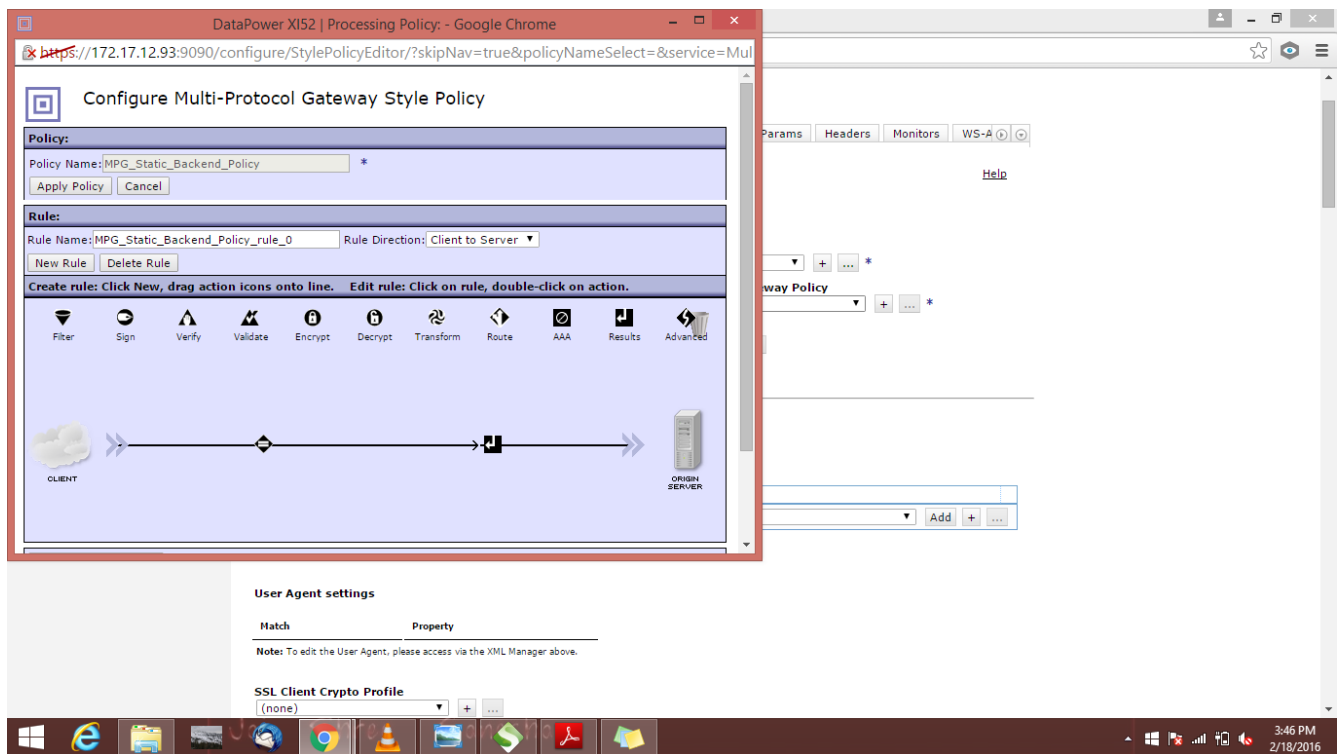 DataPower XI52 | Processing Policy: - Google Chrome
https://172.17.12.93:9090/configure/StylePolicyEditor/?skipNav=true&policyNameSelect=&service=Mul
Configure Multi-Protocol Gateway Style Policy
Policy:
Policy Name: MPG_Static_Backend_Policy *
Apply Policy Cancel
Rule:
Rule Name: MPG_Static_Backend_Policy_rule_0 Rule Direction: Client to Server
New Rule Delete Rule
Create rule: Click New, drag action icons onto line. Edit rule: Click on rule, double-click on action.
Filter Sign Verify Validate Encrypt Decrypt Transform Route AAA Results Advanced
CLIENT
ORIGIN
SERVER
Params Headers Monitors WS-A
Help
+ ... *
way Policy
+ ... *
Add + ...
User Agent settings
Match Property
Note: To edit the User Agent, please access via the XML Manager above.
SSL Client Crypto Profile
(none) + ...
3:46 PM
2/18/2016